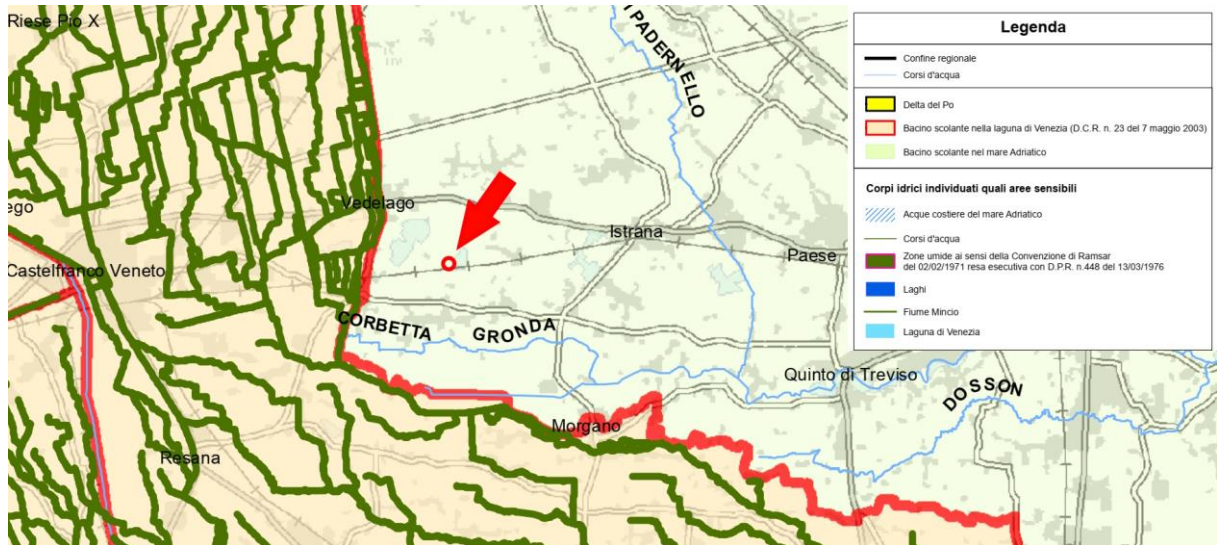 Riese Pio X
I PADERNELLO
Vedelago
ego
Istrana
Castelfranco Veneto
Paese
CORBETTA GRONDA
Quinto di Treviso
DOSSON
Morgano
Resana
Legenda
Confine regionale
Corsi d'acqua
Delta del Po
Bacino scolante nella laguna di Venezia (D.C.R. n. 23 del 7 maggio 2003)
Bacino scolante nel mare Adriatico
Corpi idrici individuati quali aree sensibili
Acque costiere del mare Adriatico
Corsi d'acqua
Zone umide ai sensi della Convenzione di Ramsar
del 02/02/1971 resa esecutiva con D.P.R. n.448 del 13/03/1976
Laghi
Fiume Mincio
Laguna di Venezia